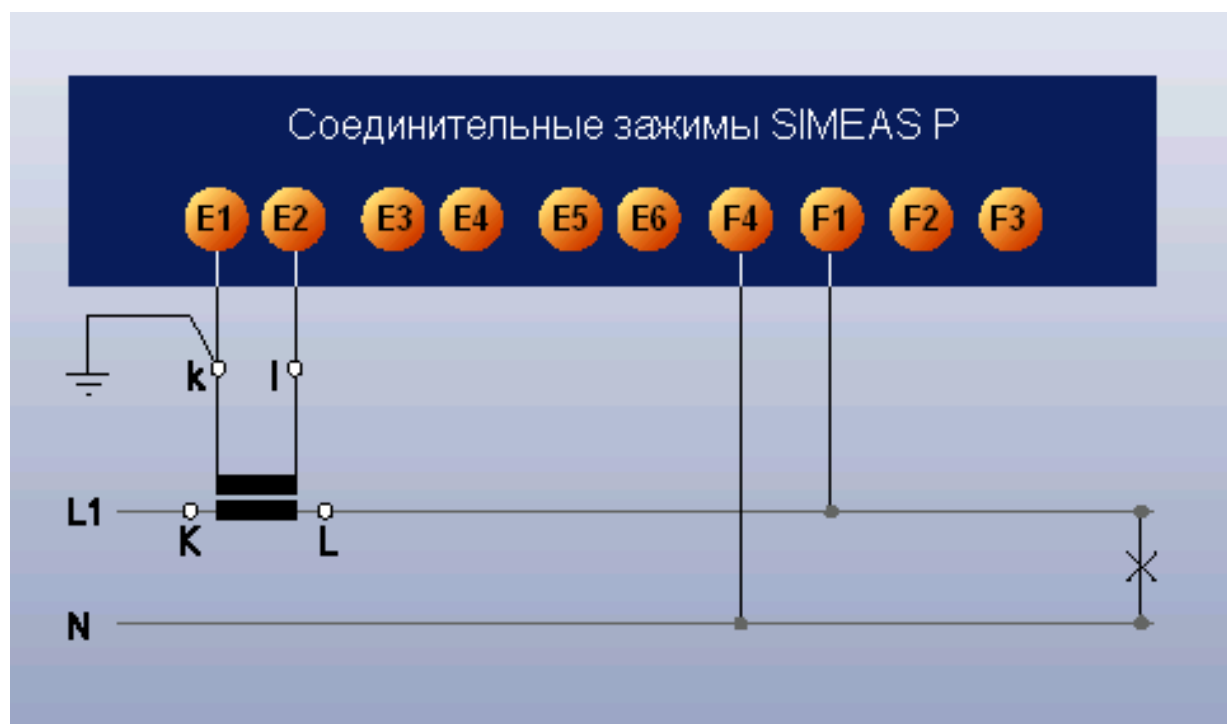 Соединительные зажимы SIMEAS P
E1 E2 E3 E4 E5 E6 F4 F1 F2 F3
k l
L1
K L
N